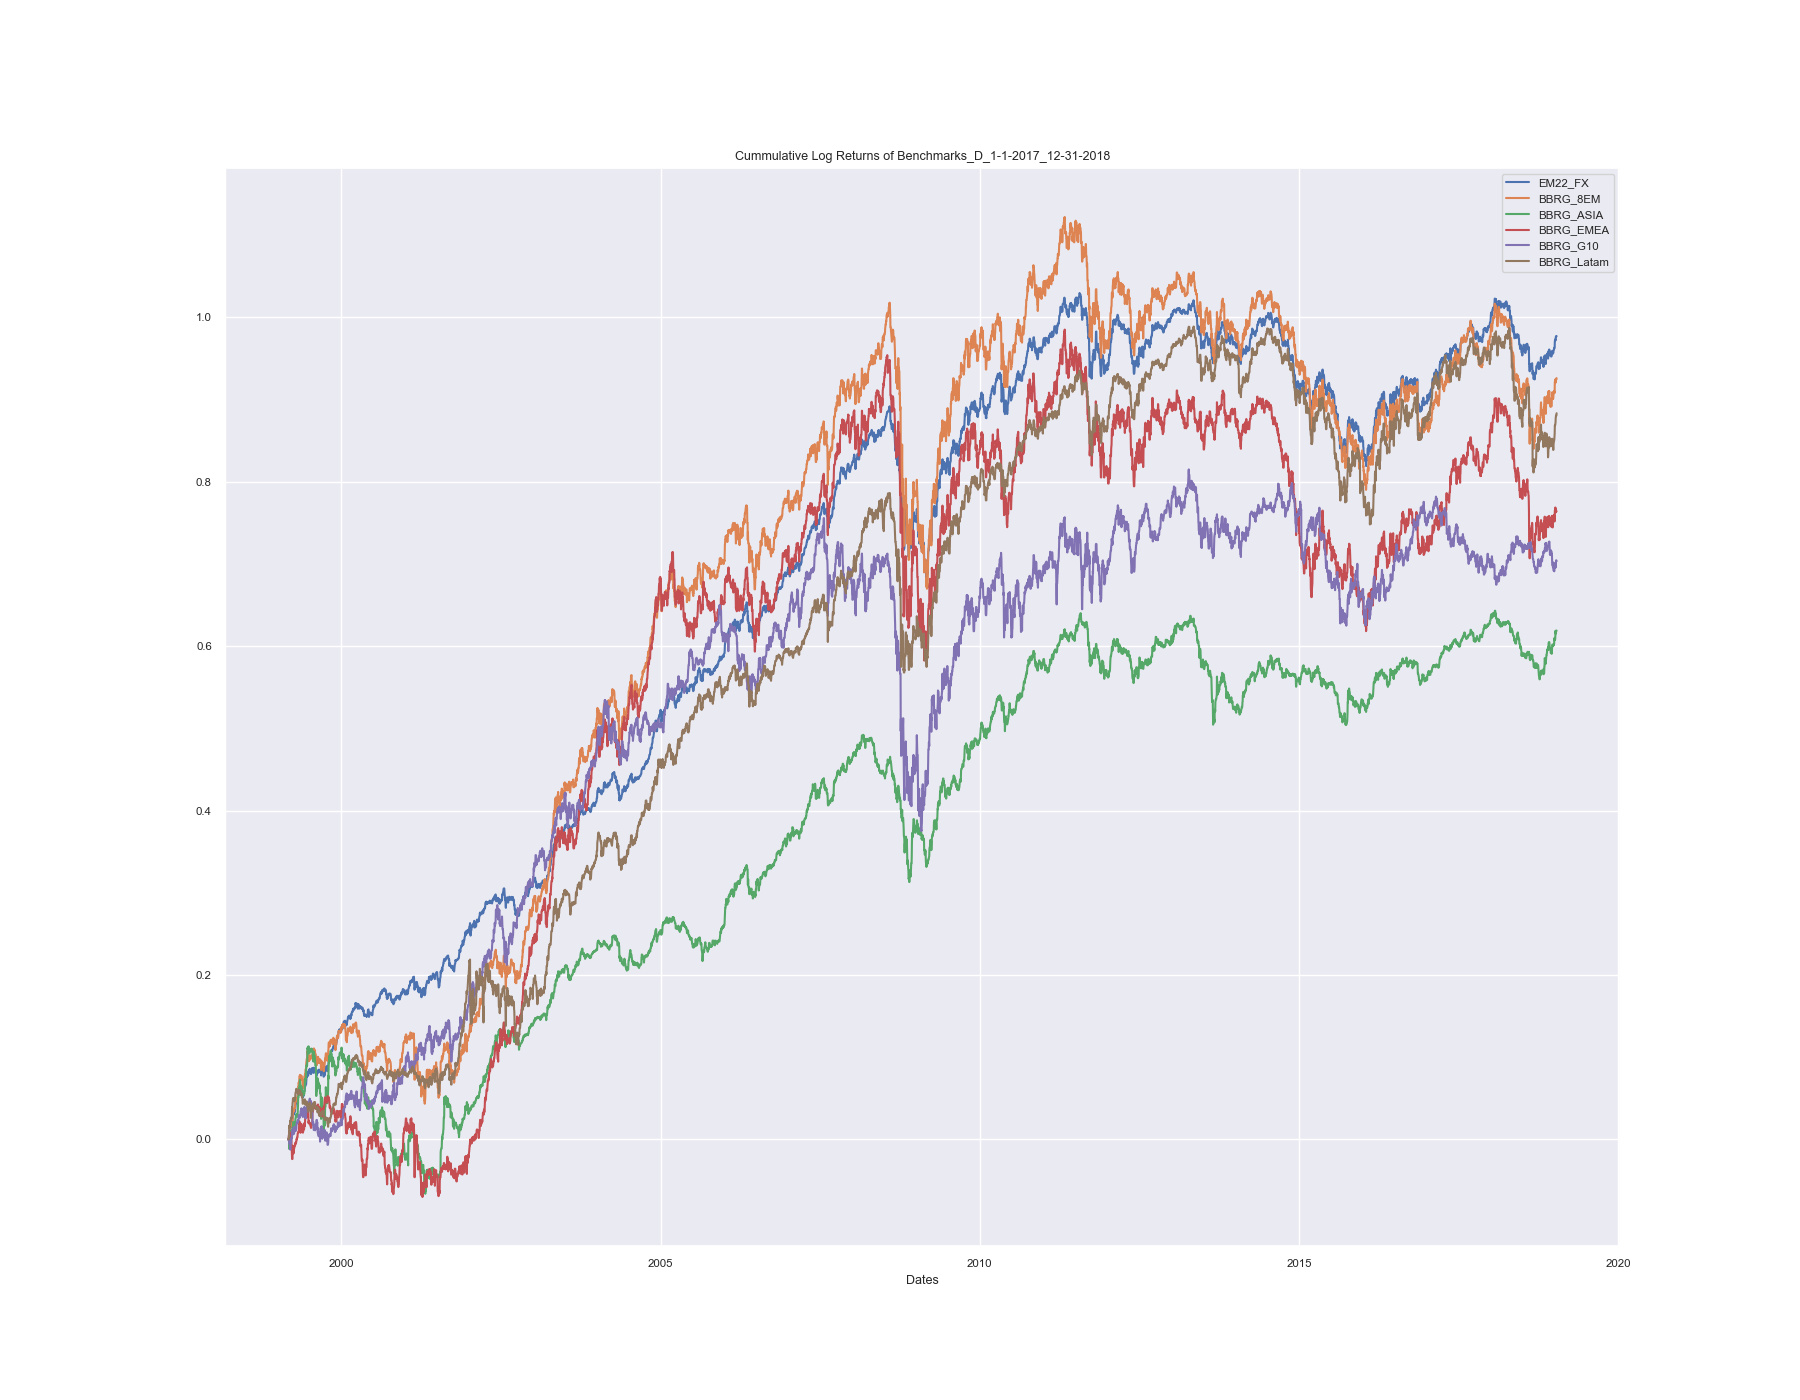 Cummulative Log Returns of Benchmarks_D_1-1-2017_12-31-2018
EM22_FX
BBRG_8EM
BBRG_ASIA
BBRG_EMEA
BBRG_G10
BBRG_Latam
1.0
0.8
0.6
0.4
0.2
0.0
2000
2005
2010
2015
2020
Dates